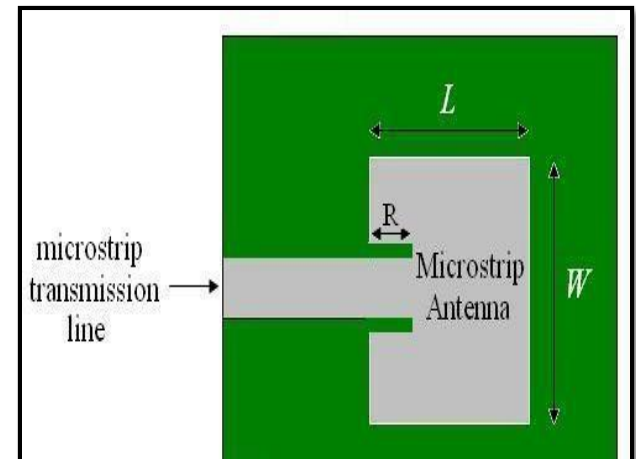 L
R
microstrip
transmission
line
Microstrip
Antenna
W